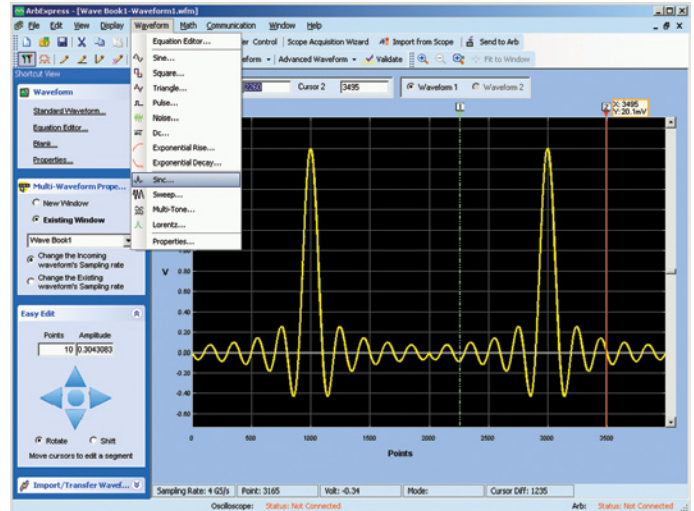 ArbExpress - [Wave Book1-Waveform1.wfm]
File Edit View Display Waveform Math Communication Window Help
er Control Scope Acquisition Wizard Import from Scope Send to Arb
eform Advanced Waveform Validate Fit to Window
Shortcut View
Cursor 2 3495 Waveform 1 Waveform 2
Waveform
Standard Waveform...
Equation Editor...
Blank...
Properties...
Multi-Waveform Prope...
New Window
Existing Window
Wave Book1
Change the Incoming
waveform's Sampling rate
Change the Existing
waveform's Sampling rate
Easy Edit
Points Amplitude
10 0.3043083
Rotate Shift
Move cursors to edit a segment
Import/Transfer Wavef...
Equation Editor...
Sine...
Square...
Triangle...
Pulse...
Noise...
Dc...
Exponential Rise...
Exponential Decay...
Sinc...
Sweep...
Multi-Tone...
Lorentz...
Properties...
1
2
X: 3495
Y: 20.1mV
V
0.80
0.60
0.40
0.20
0.00
-0.20
-0.40
-0.60
0 500 1000 1500 2000 2500 3000 3500
Points
Sampling Rate: 4 GS/s Point: 3165 Volt: -0.34 Mode: Cursor Diff: 1235
Oscilloscope: Status: Not Connected Arb: Status: Not Connected